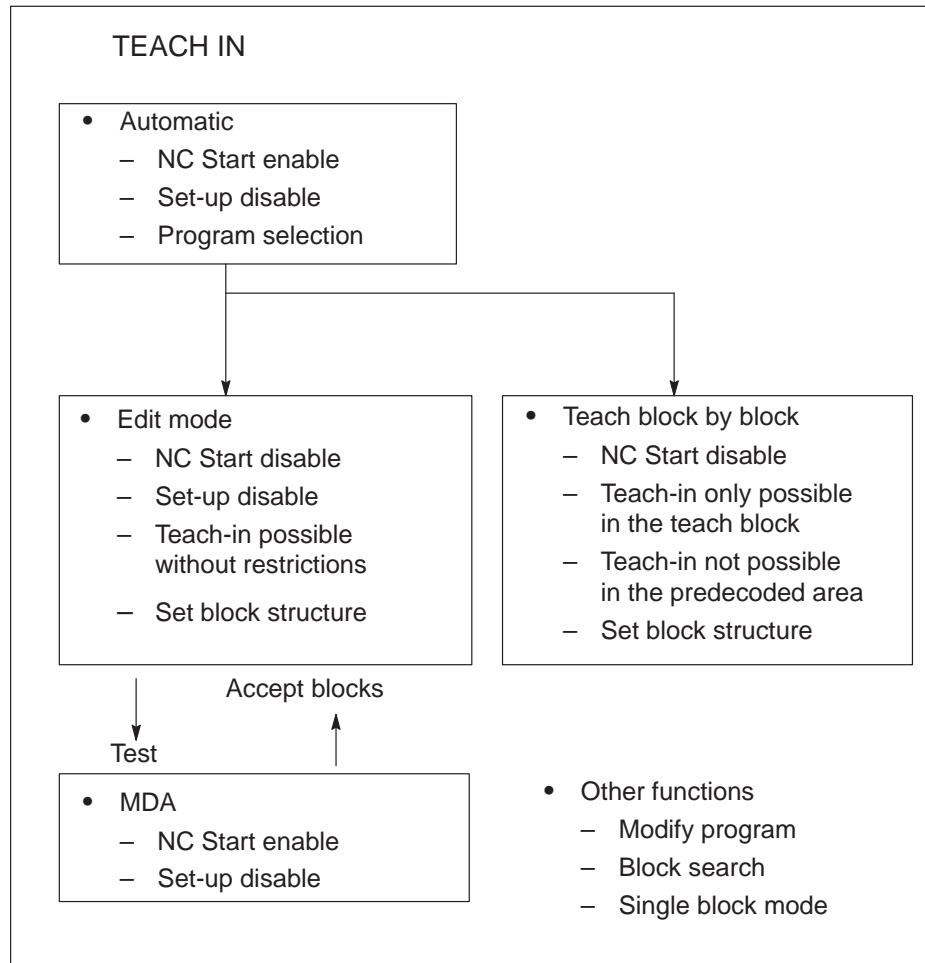 TEACH IN
• Automatic
– NC Start enable
– Set-up disable
– Program selection
• Edit mode
– NC Start disable
– Set-up disable
– Teach-in possible
without restrictions
– Set block structure
• Teach block by block
– NC Start disable
– Teach-in only possible
in the teach block
– Teach-in not possible
in the predecoded area
– Set block structure
Accept blocks
Test
• MDA
– NC Start enable
– Set-up disable
• Other functions
– Modify program
– Block search
– Single block mode